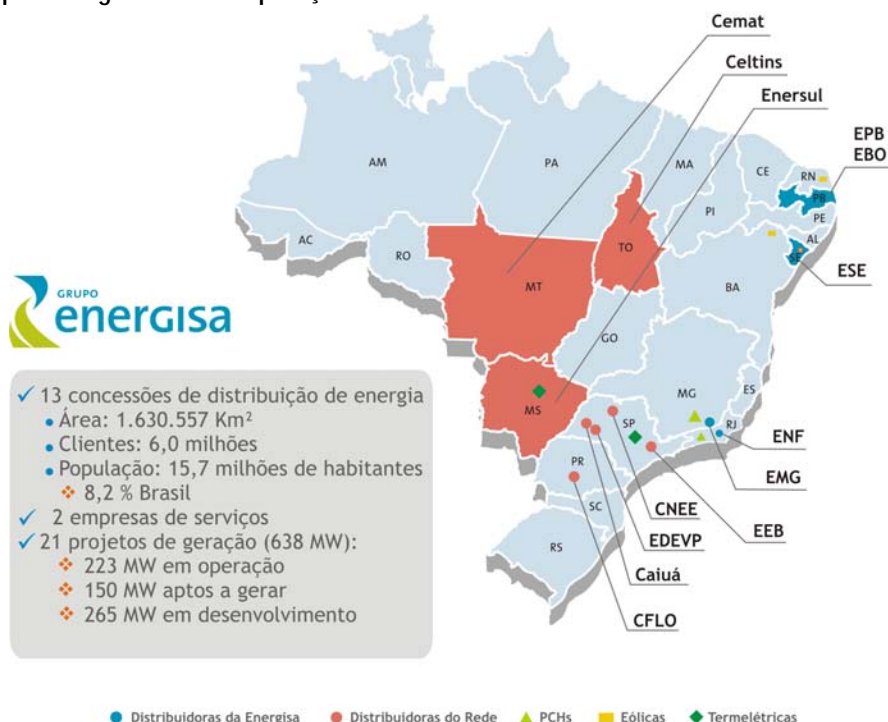 Cemat
Celtins
Enersul
EPB
EBO
AM
PA
MA
CE
RN
PB
PE
PI
AL
SE
TO
AC
RO
MT
BA
ESE
GO
MG
ES
MS
SP
RJ
ENF
PR
EMG
SC
CNEE
EEB
EDEVP
RS
Caiuá
CFLO
GRUPO
energisa
13 concessões de distribuição de energia
Área: 1.630.557 Km²
Clientes: 6,0 milhões
População: 15,7 milhões de habitantes
8,2 % Brasil
2 empresas de serviços
21 projetos de geração (638 MW):
223 MW em operação
150 MW aptos a gerar
265 MW em desenvolvimento
Distribuidoras da Energisa Distribuidoras do Rede PCHs Eólicas Termelétricas